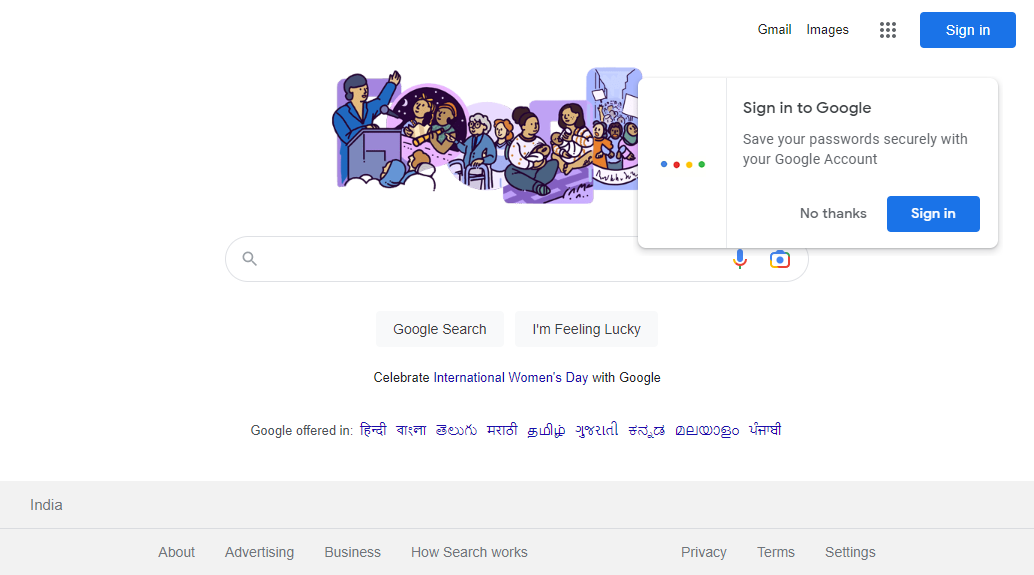 Gmail Images Sign in
Sign in to Google
Save your passwords securely with
your Google Account
No thanks Sign in
Google Search I'm Feeling Lucky
Celebrate International Women's Day with Google
Google offered in: हिन्दी বাংলা తెలుగు मराठी தமிழ் ગુજરાતી ಕನ್ನಡ മലയാളം ਪੰਜਾਬੀ
India
About Advertising Business How Search works Privacy Terms Settings